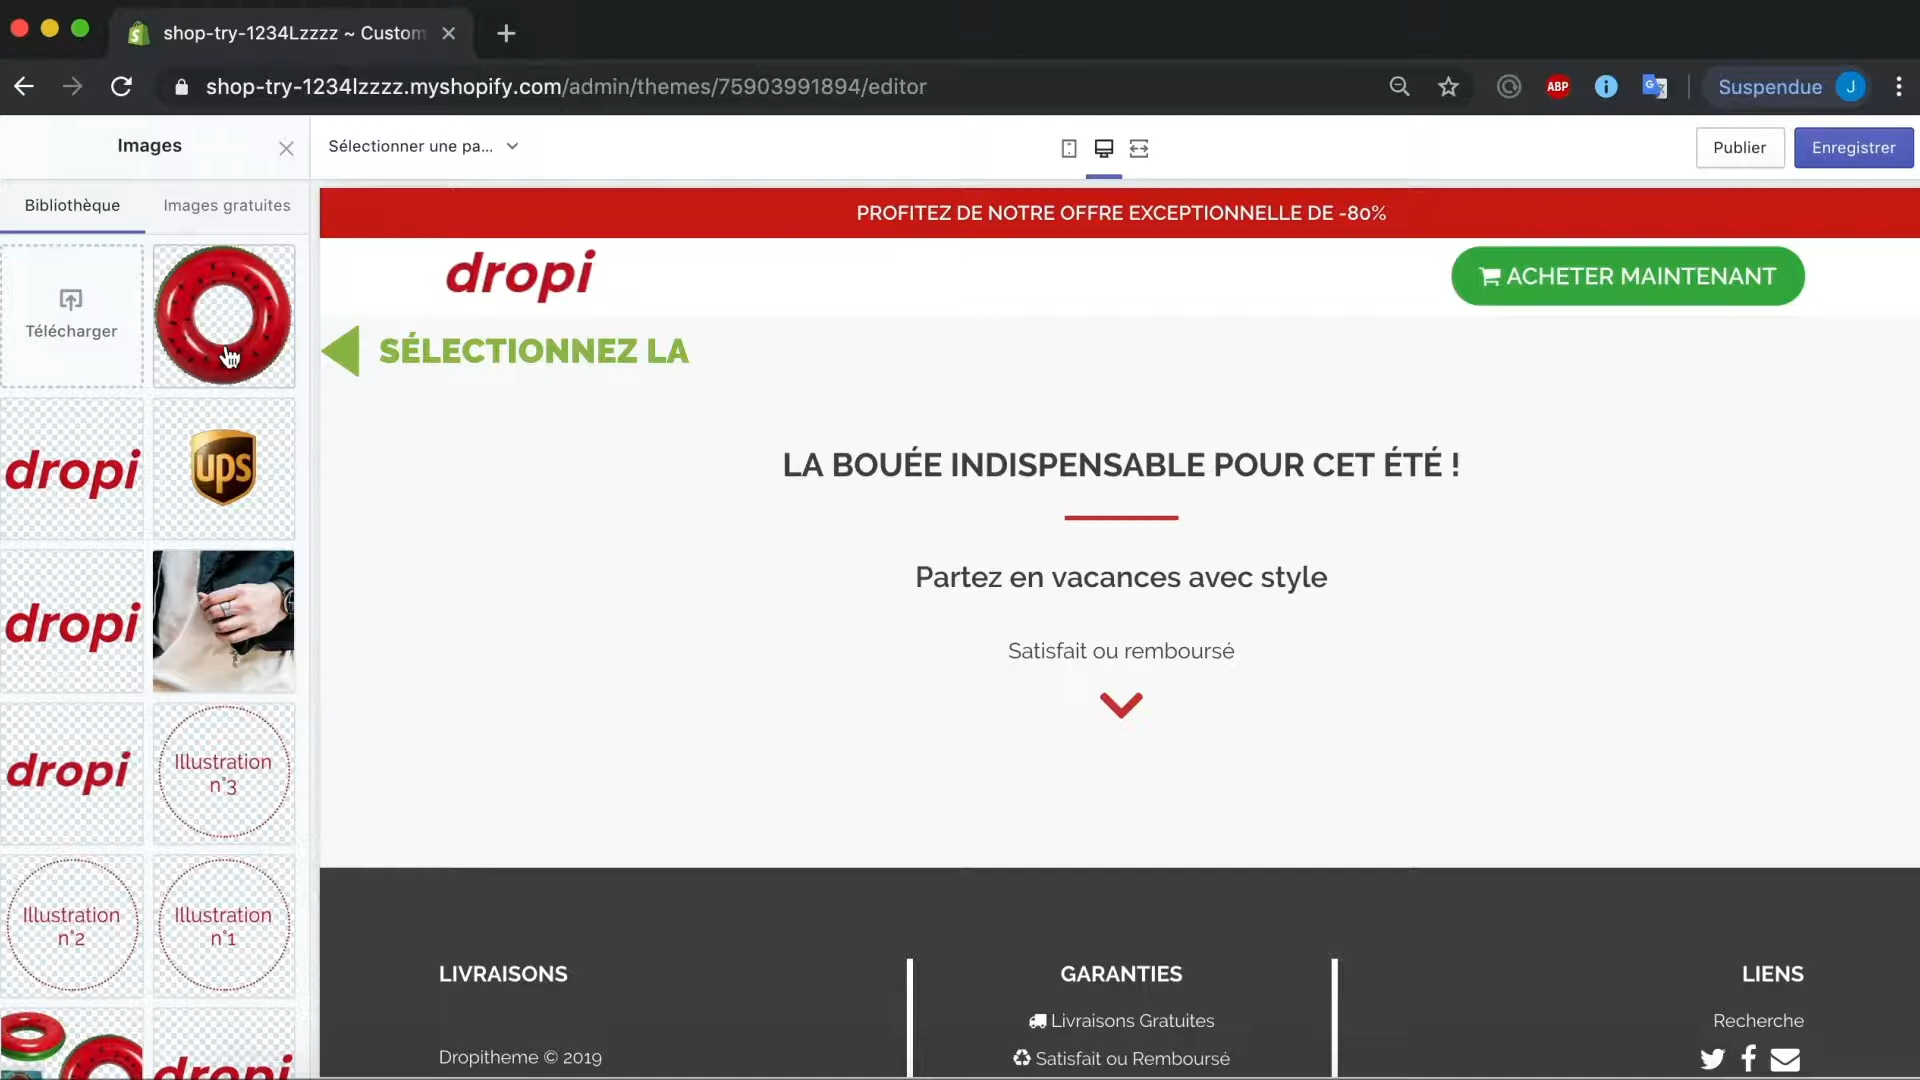 shop-try-1234Lzzzz ~ Custom
shop-try-1234lzzzz.myshopify.com/admin/themes/75903991894/editor
ABP
Suspendue
J
Images
Sélectionner une pa...
Publier
Enregistrer
Bibliothèque
Images gratuites
Télécharger
PROFITEZ DE NOTRE OFFRE EXCEPTIONNELLE DE -80%
dropi
ACHETER MAINTENANT
SÉLECTIONNEZ LA
dropi
ups
LA BOUÉE INDISPENSABLE POUR CET ÉTÉ !
Partez en vacances avec style
Satisfait ou remboursé
dropi
dropi
Illustration
n°3
Illustration
n°2
Illustration
n°1
dropi
LIVRAISONS
Dropitheme © 2019
GARANTIES
Livraisons Gratuites
Satisfait ou Remboursé
LIENS
Recherche